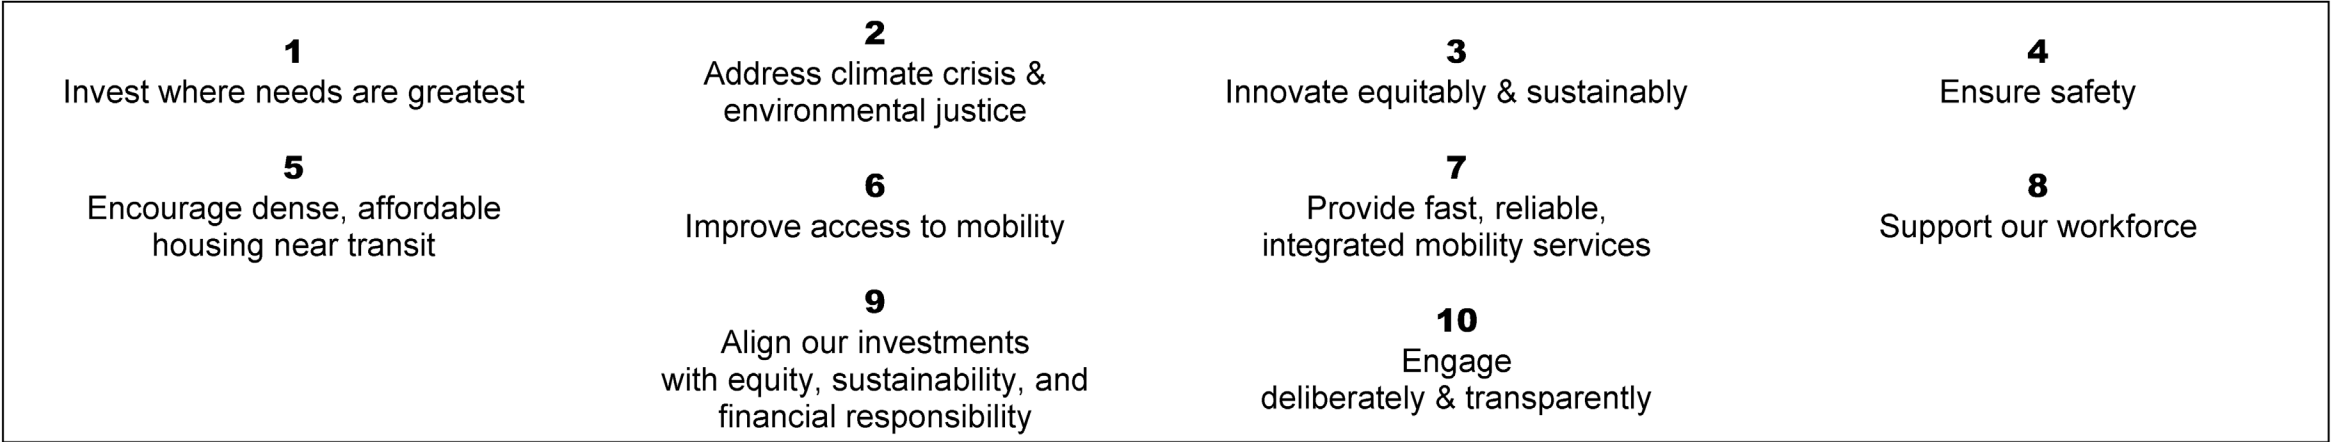 1
Invest where needs are greatest
2
Address climate crisis &
environmental justice
3
Innovate equitably & sustainably
4
Ensure safety
5
Encourage dense, affordable
housing near transit
6
Improve access to mobility
7
Provide fast, reliable,
integrated mobility services
8
Support our workforce
9
Align our investments
with equity, sustainability, and
financial responsibility
10
Engage
deliberately & transparently